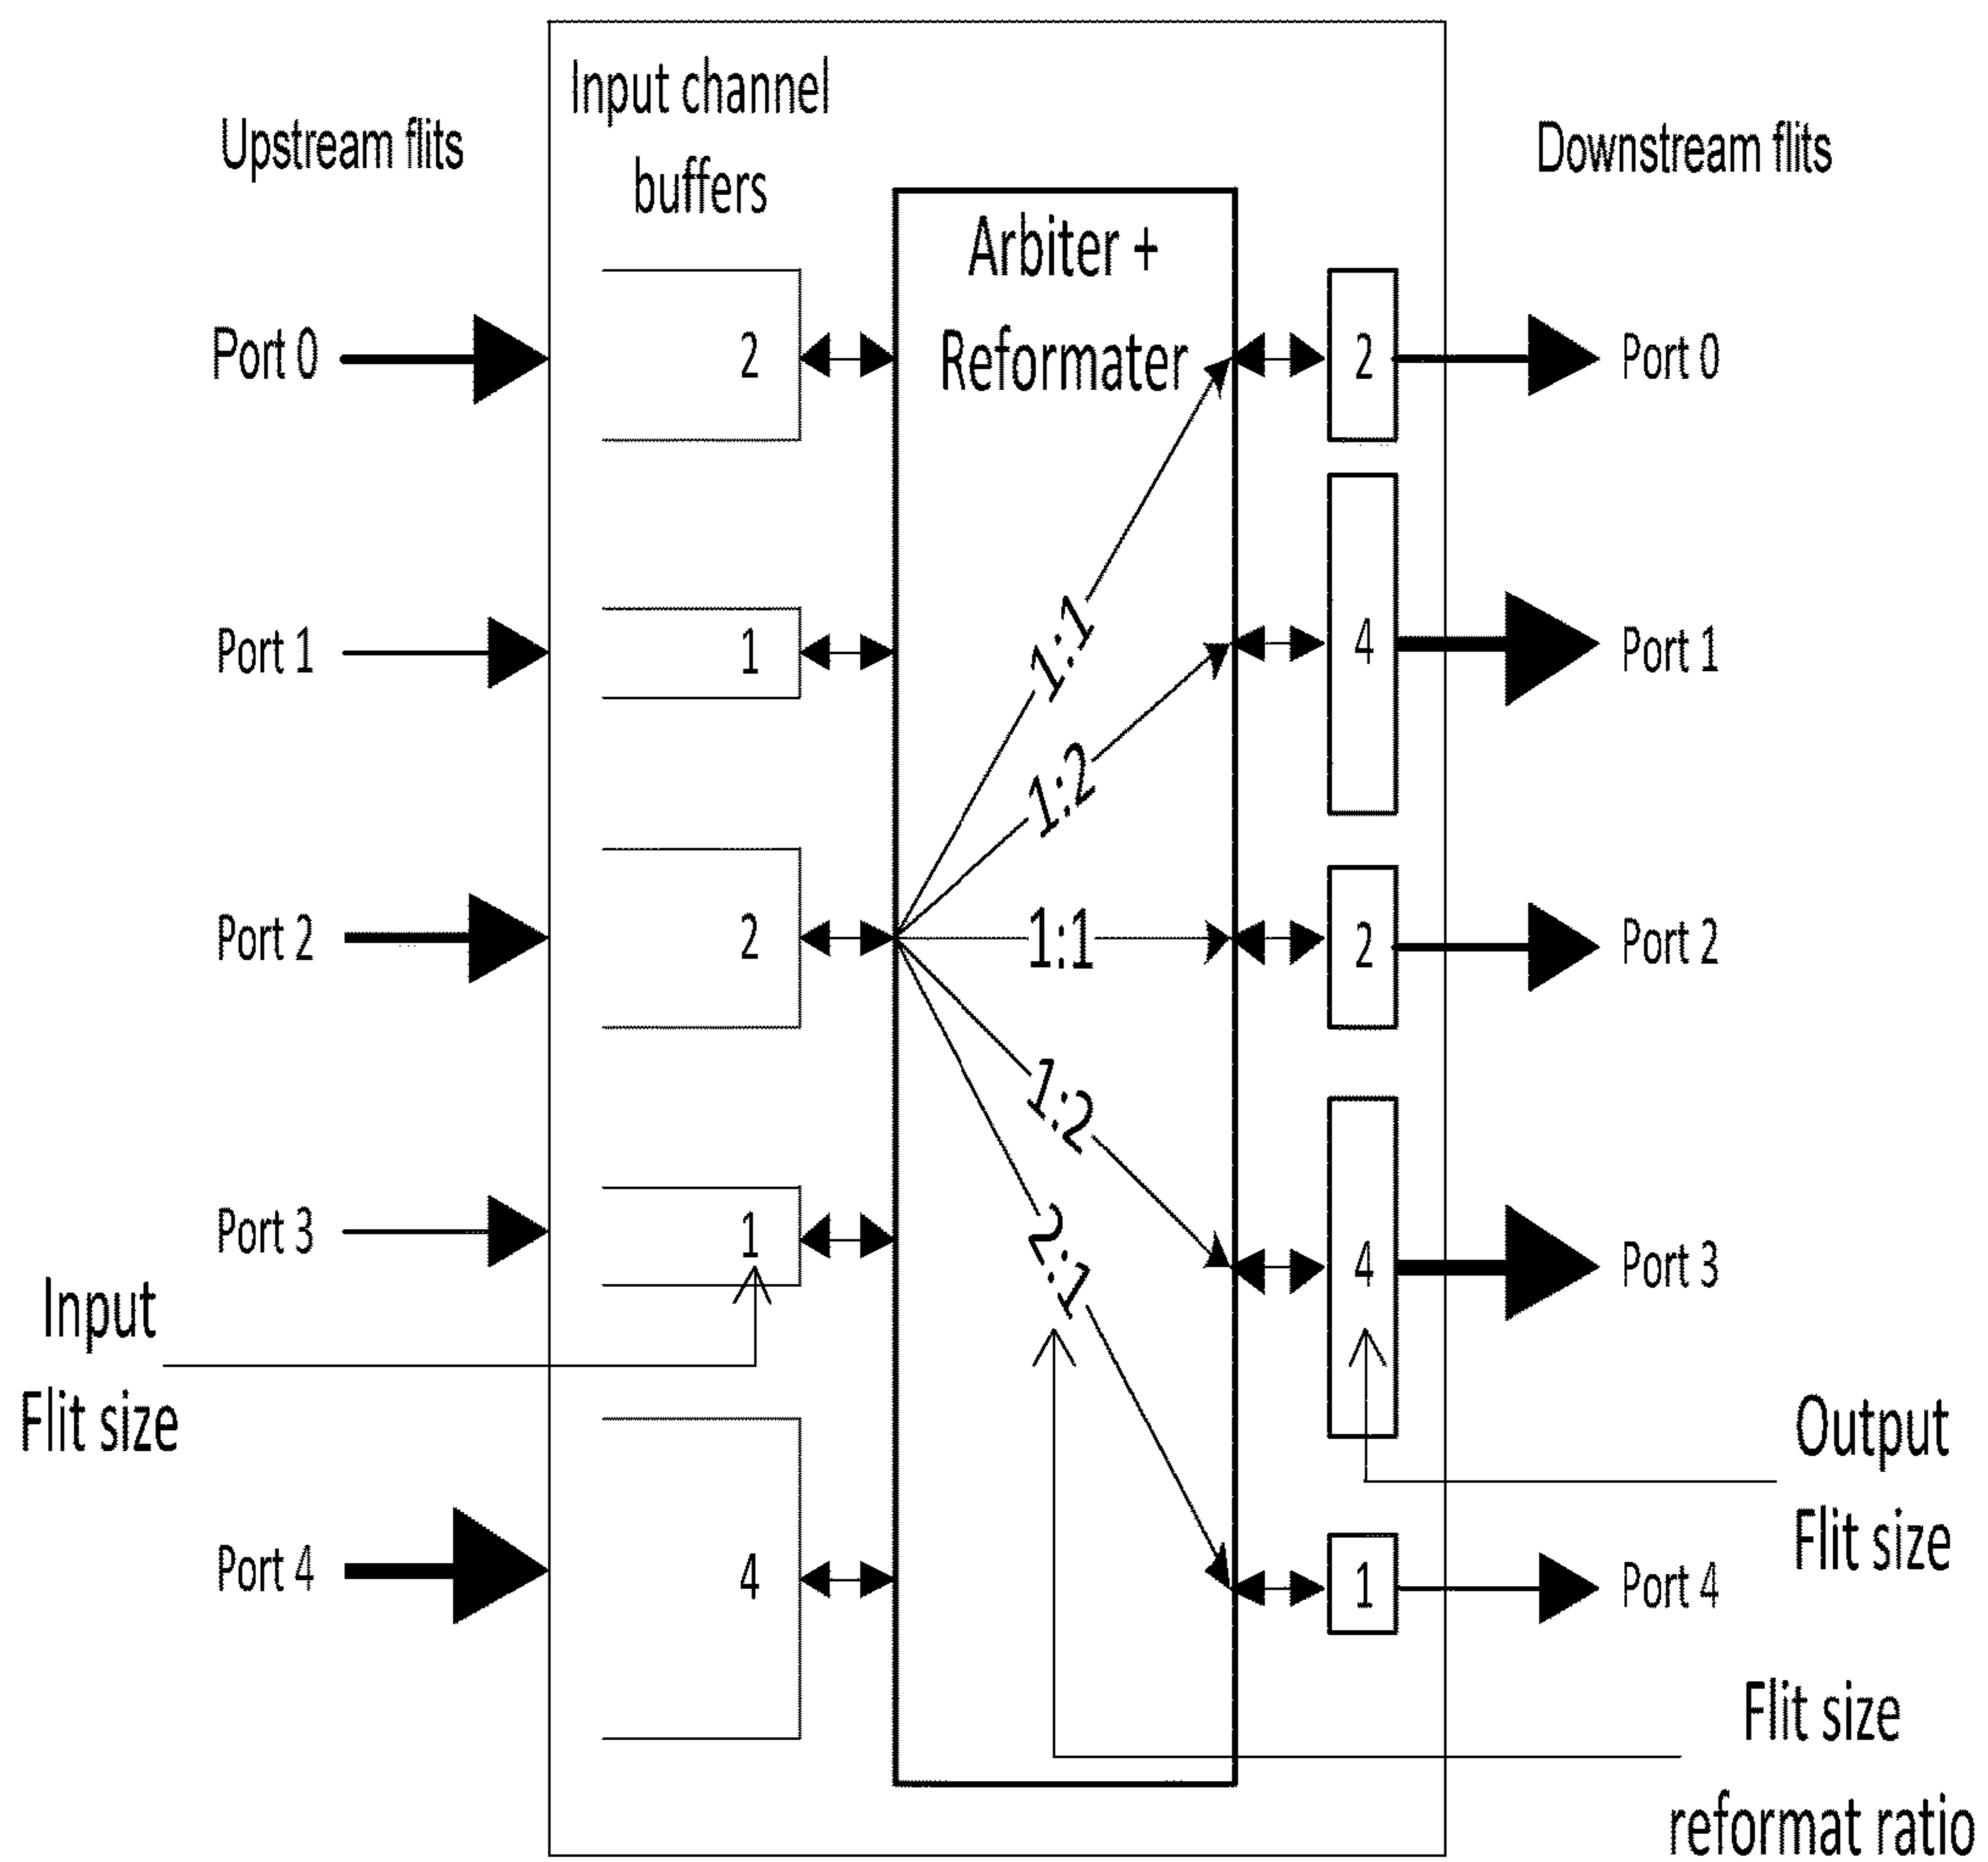 Input channel
buffers
Upstream flits
Downstream flits
Arbiter +
Reformater
Port 0
2
2
Port 0
1:1
Port 1
1
4
Port 1
1:2
Port 2
2
1:1
2
Port 2
1:2
Port 3
1
4
Port 3
2:1
Input
Flit size
Output
Flit size
Port 4
4
1
Port 4
Flit size
reformat ratio